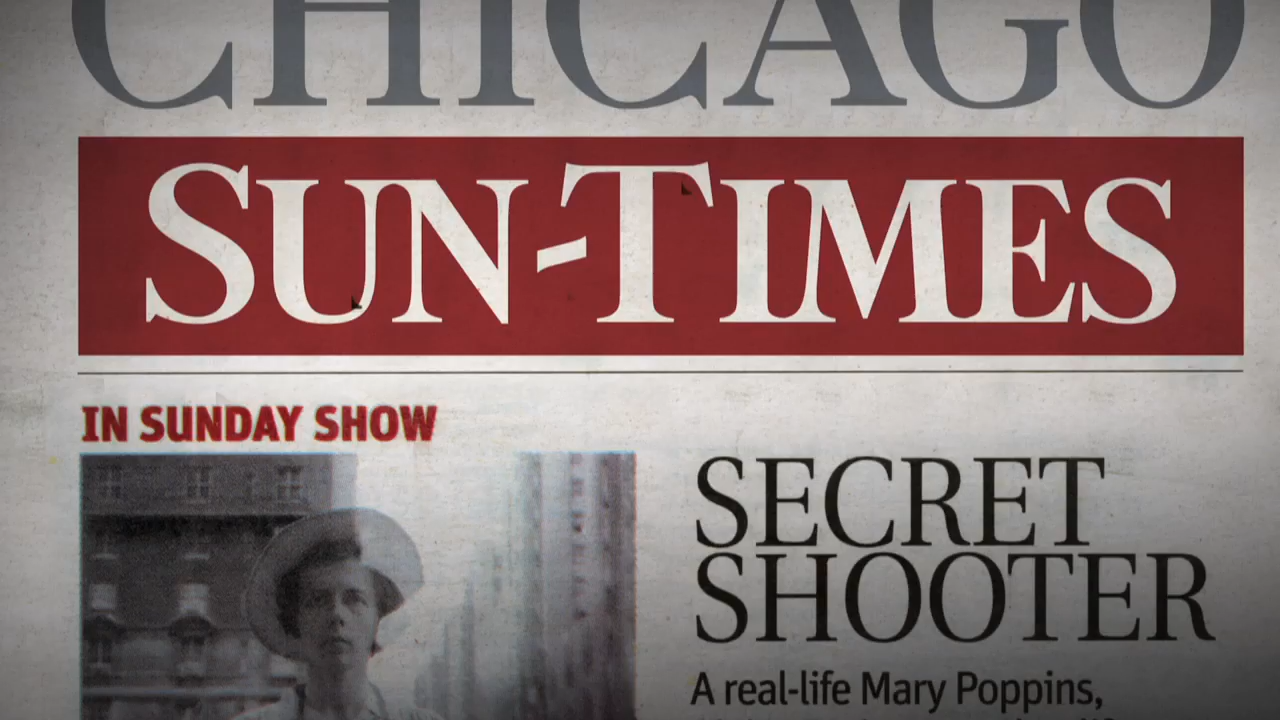 CHICAGO
SUN-TIMES
IN SUNDAY SHOW
SECRET
SHOOTER
A real-life Mary Poppins,